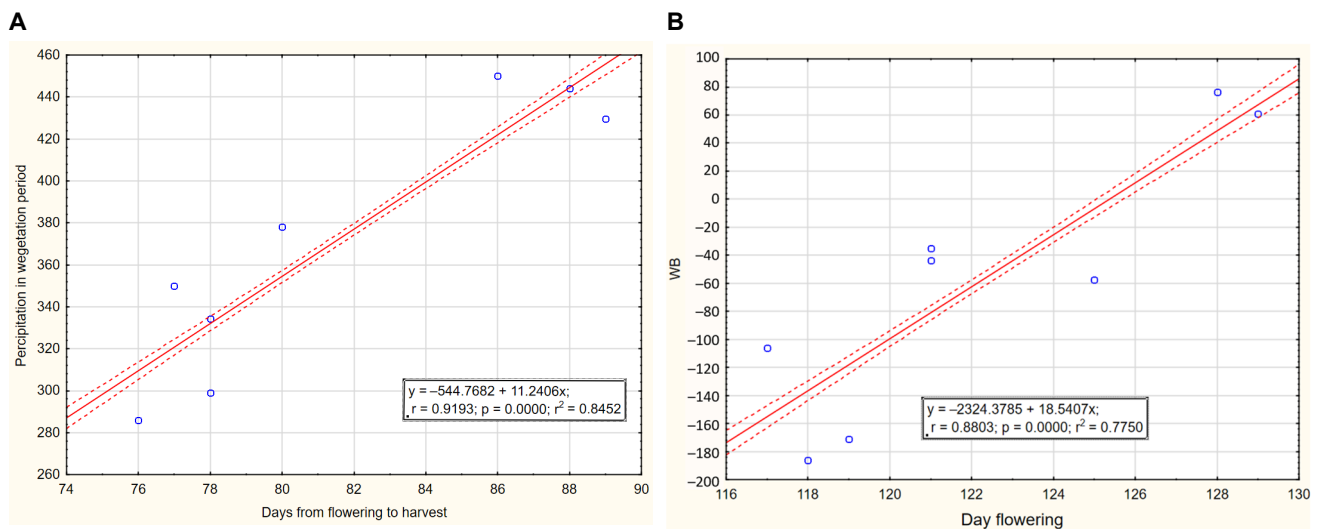 A
460
440
420
400
380
360
340
320
300
280
260
Percipitation in wegetation period
y = –544.7682 + 11.2406x;
r = 0.9193; p = 0.0000; r² = 0.8452
74 76 78 80 82 84 86 88 90
Days from flowering to harvest
B
100
80
60
40
20
0
–20
–40
–60
–80
–100
–120
–140
–160
–180
–200
WB
y = –2324.3785 + 18.5407x;
r = 0.8803; p = 0.0000; r² = 0.7750
116 118 120 122 124 126 128 130
Day flowering